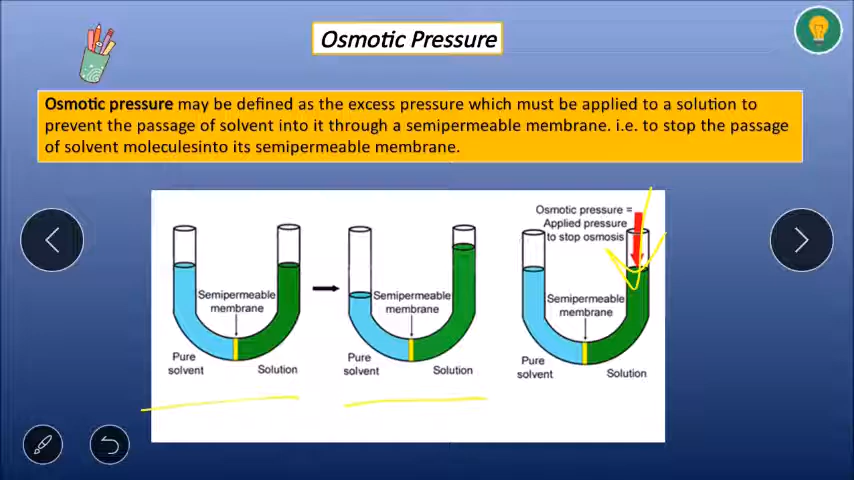 Osmotic Pressure
Osmotic pressure may be defined as the excess pressure which must be applied to a solution to
prevent the passage of solvent into it through a semipermeable membrane. i.e. to stop the passage
of solvent moleculesinto its semipermeable membrane.
Semipermeable
membrane
Pure
solvent
Solution
Semipermeable
membrane
Pure
solvent
Solution
Osmotic pressure =
Applied pressure
to stop osmosis
Semipermeable
membrane
Pure
solvent
Solution